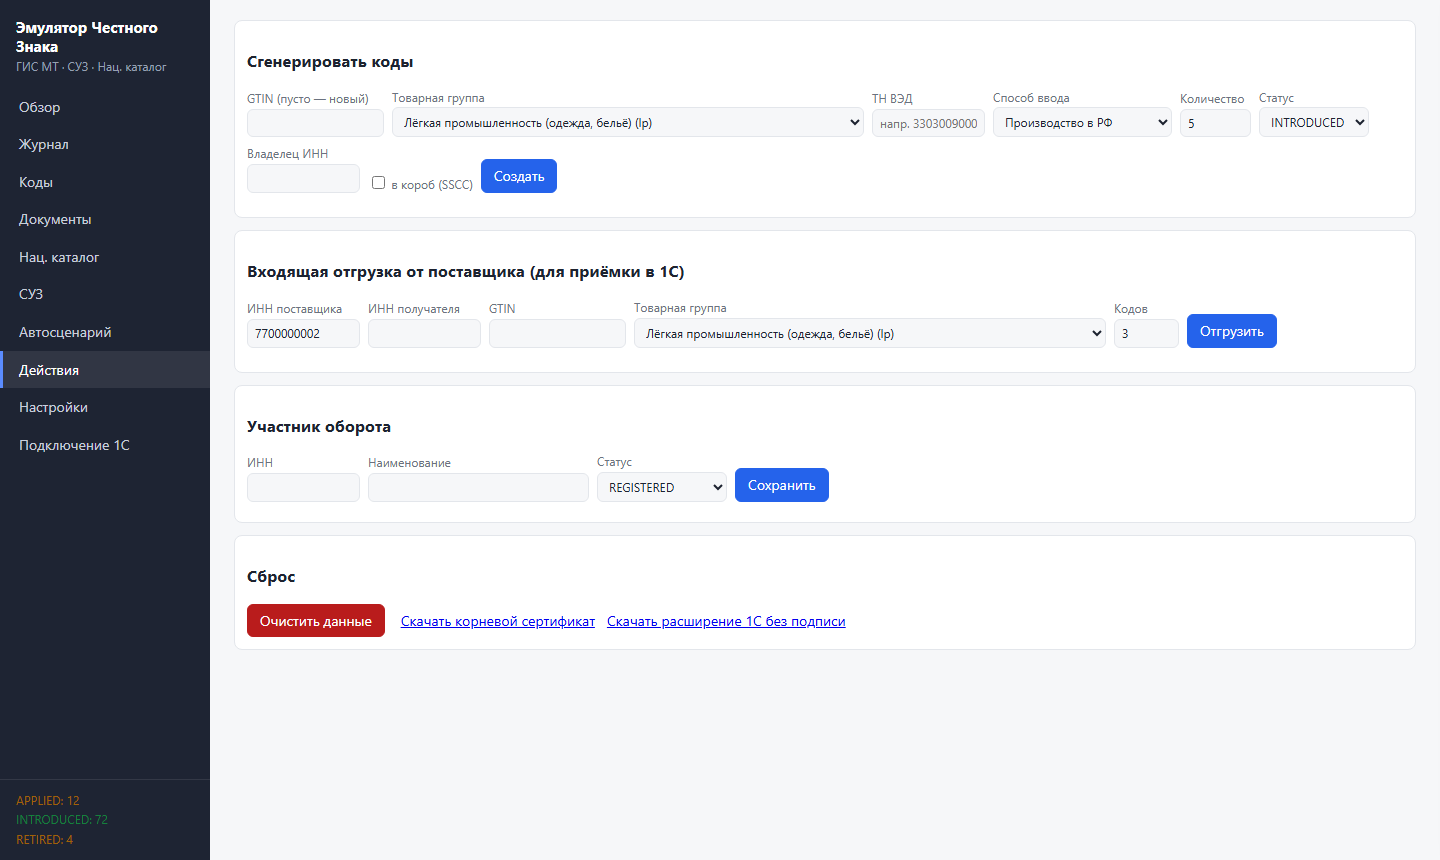 Эмулятор Честного
Знака
ГИС МТ · СУЗ · Нац. каталог
Обзор
Журнал
Коды
Документы
Нац. каталог
СУЗ
Автосценарий
Действия
Настройки
Подключение 1С
APPLIED: 12
INTRODUCED: 72
RETIRED: 4
Сгенерировать коды
GTIN (пусто — новый) Товарная группа ТН ВЭД Способ ввода Количество Статус
Лёгкая промышленность (одежда, бельё) (lp) напр. 3303009000 Производство в РФ 5 INTRODUCED
Владелец ИНН
в короб (SSCC) Создать
Входящая отгрузка от поставщика (для приёмки в 1С)
ИНН поставщика ИНН получателя GTIN Товарная группа Кодов
7700000002 Лёгкая промышленность (одежда, бельё) (lp) 3 Отгрузить
Участник оборота
ИНН Наименование Статус
REGISTERED Сохранить
Сброс
Очистить данные Скачать корневой сертификат Скачать расширение 1С без подписи